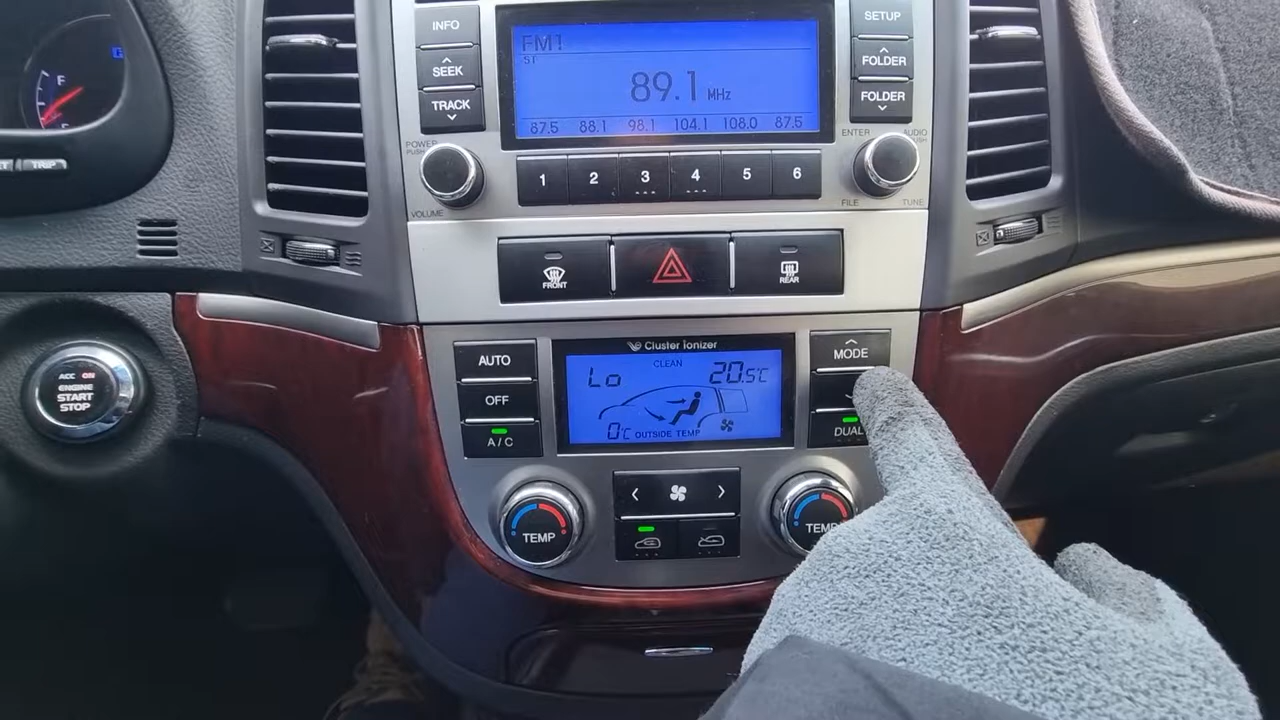 INFO
SEEK
TRACK
POWER
PUSH
VOLUME
FM1
ST
89.1 MHz
87.5 88.1 98.1 104.1 108.0 87.5
1 2 3 4 5 6
SETUP
FOLDER
FOLDER
ENTER
AUDIO
PUSH
FILE
TUNE
F
TRIP
FRONT
REAR
ACC ON
ENGINE
START
STOP
AUTO
OFF
A/C
Cluster Ionizer
CLEAN
Lo
20.5°C
0°C OUTSIDE TEMP
MODE
DUAL
TEMP
TEMP